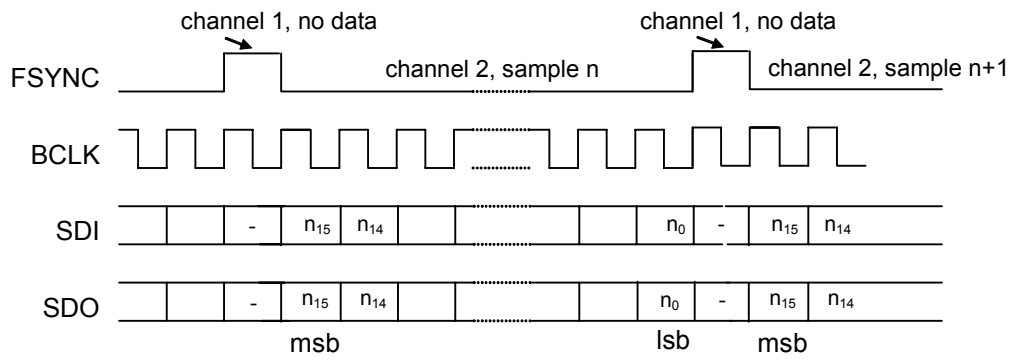 channel 1, no data channel 1, no data
FSYNC channel 2, sample n channel 2, sample n+1
BCLK
SDI - n₁₅ n₁₄ n₀ - n₁₅ n₁₄
SDO - n₁₅ n₁₄ n₀ - n₁₅ n₁₄
msb lsb msb